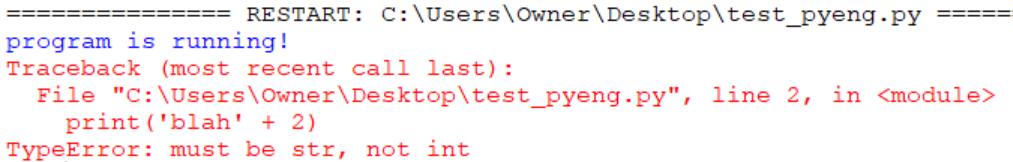 =============== RESTART: C:\Users\Owner\Desktop\test_pyeng.py =====
program is running!
Traceback (most recent call last):
  File "C:\Users\Owner\Desktop\test_pyeng.py", line 2, in <module>
    print('blah' + 2)
TypeError: must be str, not int